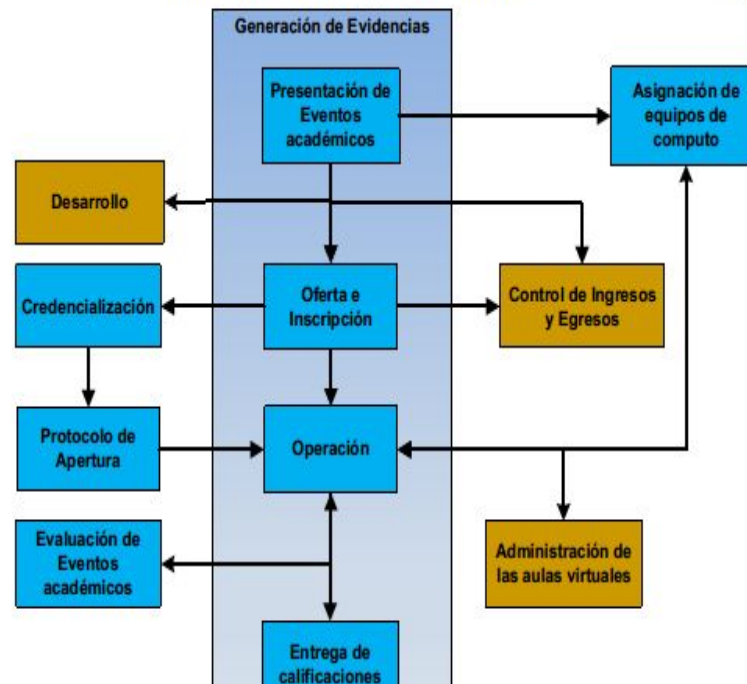 Generación de Evidencias
Presentación de
Eventos
académicos
Asignación de
equipos de
computo
Desarrollo
Credencialización
Oferta e
Inscripción
Control de Ingresos
y Egresos
Protocolo de
Apertura
Operación
Evaluación de
Eventos
académicos
Administración de
las aulas virtuales
Entrega de
calificaciones